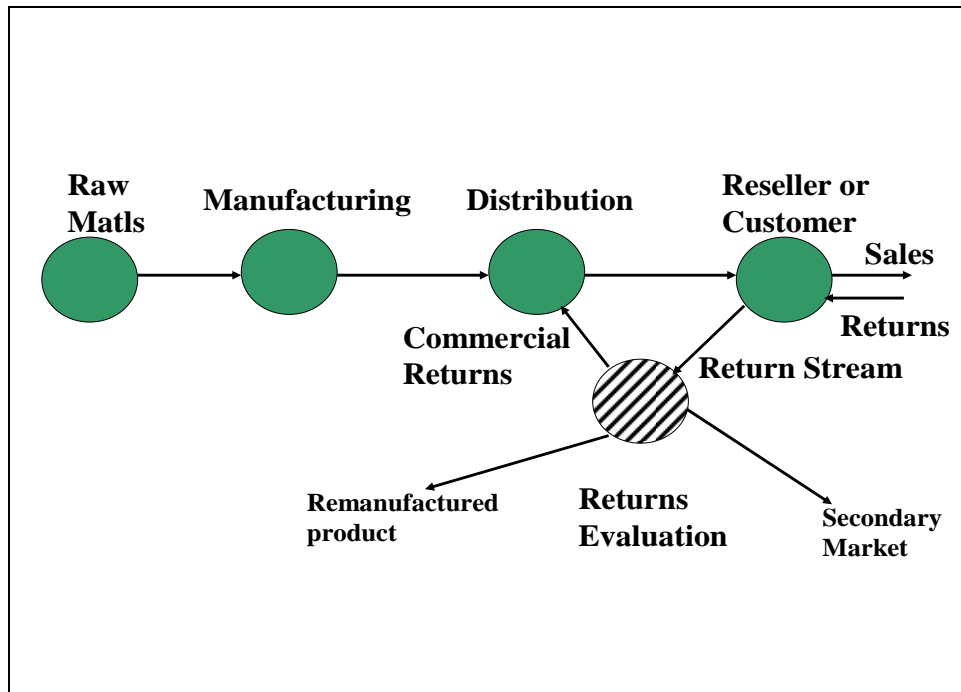 Raw
Matls
Manufacturing
Distribution
Reseller or
Customer
Sales
Returns
Commercial
Returns
Return Stream
Remanufactured
product
Returns
Evaluation
Secondary
Market